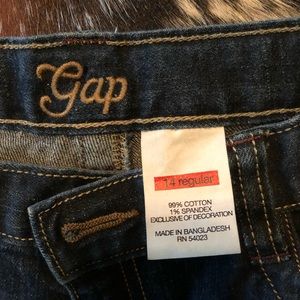 Gap
14 regular
99% COTTON
1% SPANDEX
EXCLUSIVE OF DECORATION
MADE IN BANGLADESH
RN 54023